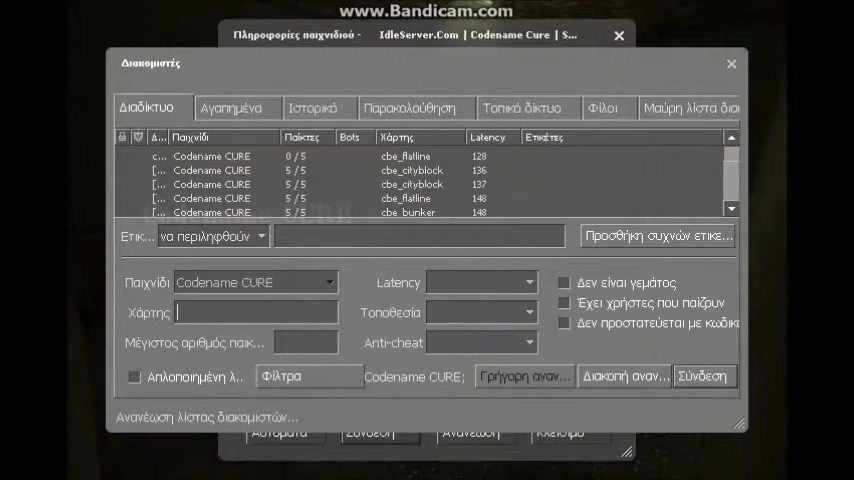 www.Bandicam.com
Πληροφορίες παιχνιδιού - IdleServer.Com | Codename Cure | S...
Διακομιστές
Διαδίκτυο Αγαπημένα Ιστορικό Παρακολούθηση Τοπικό δίκτυο Φίλοι Μαύρη λίστα δια
Δ... Παιχνίδι Παίκτες Bots Χάρτης Latency Ετικέτες
c... Codename CURE 0 / 5 cbe_flatline 128
[... Codename CURE 5 / 5 cbe_cityblock 136
[... Codename CURE 5 / 5 cbe_cityblock 137
[... Codename CURE 5 / 5 cbe_flatline 148
[... Codename CURE 5 / 5 cbe_bunker 148
Ετικ... να περιληφθούν Προσθήκη συχνών ετικε...
Παιχνίδι Codename CURE Latency Δεν είναι γεμάτος
Χάρτης Τοποθεσία Έχει χρήστες που παίζουν
Δεν προστατεύεται με κωδικ
Μέγιστος αριθμός παικ... Anti-cheat
Απλοποιημένη λ.. Φίλτρα Codename CURE; Γρήγορη αναν... Διακοπή αναν... Σύνδεση
Ανανέωση λίστας διακομιστών...
Αυτόματα Σύνδεση Ανανέωση Κλείσιμο